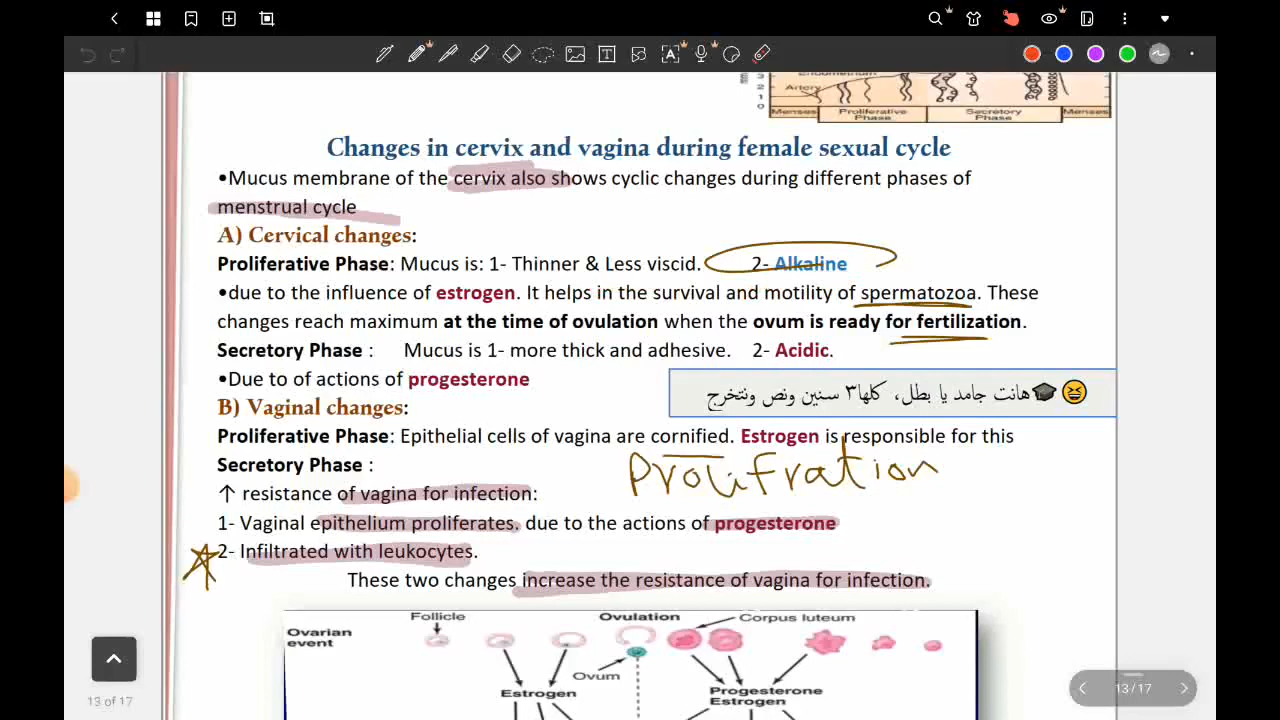 Endometrium
3
2
Artery
1
0
Menses Proliferative Phase Secretory Phase Menses
Changes in cervix and vagina during female sexual cycle
•Mucus membrane of the cervix also shows cyclic changes during different phases of
menstrual cycle
A) Cervical changes:
Proliferative Phase: Mucus is: 1- Thinner & Less viscid. 2- Alkaline
•due to the influence of estrogen. It helps in the survival and motility of spermatozoa. These
changes reach maximum at the time of ovulation when the ovum is ready for fertilization.
Secretory Phase : Mucus is 1- more thick and adhesive. 2- Acidic.
•Due to of actions of progesterone
هانت جامد يا بطل، كلها٣ سنين ونص ونتخرج🎓😆
B) Vaginal changes:
Proliferative Phase: Epithelial cells of vagina are cornified. Estrogen is responsible for this
Secretory Phase :
Prolifration
↑ resistance of vagina for infection:
1- Vaginal epithelium proliferates. due to the actions of progesterone
2- Infiltrated with leukocytes.
These two changes increase the resistance of vagina for infection.
Follicle Ovulation Corpus luteum
Ovarian
event
Ovum
Estrogen Progesterone
Estrogen
13 of 17
13/17